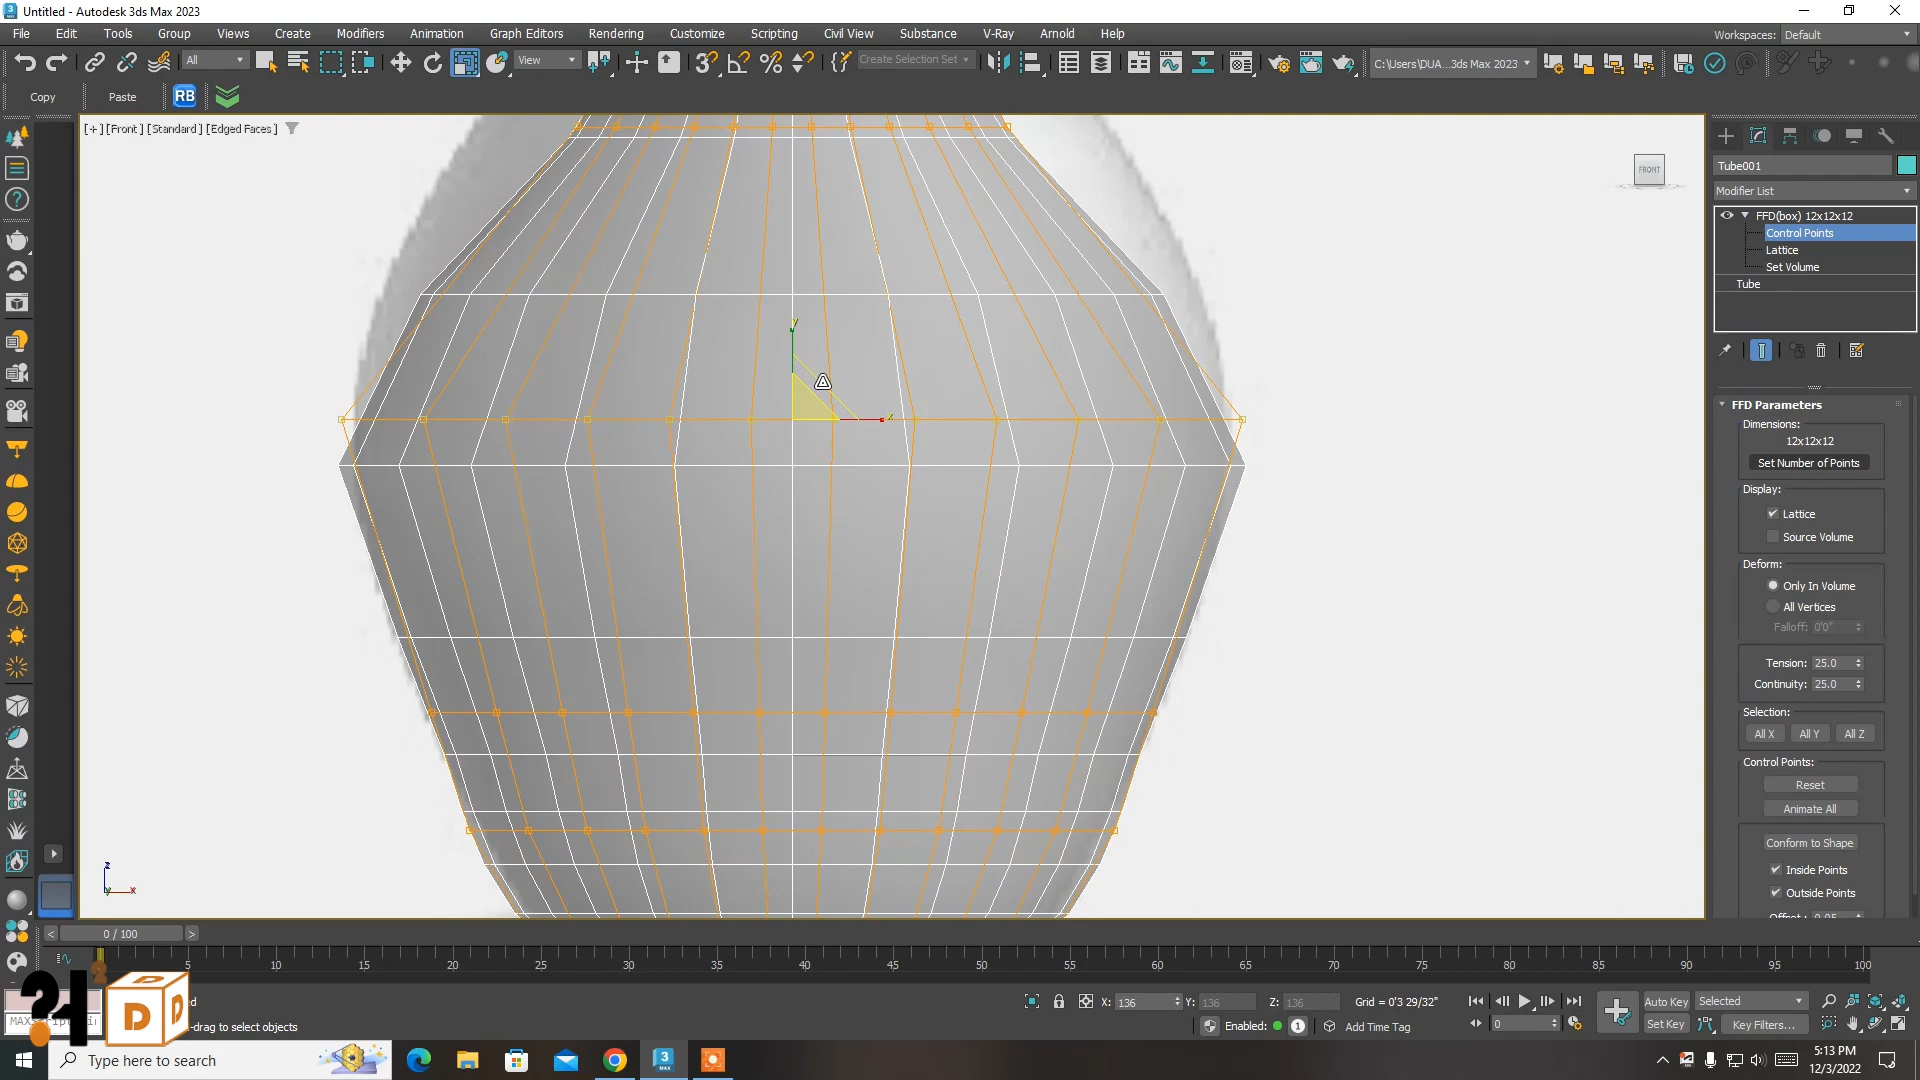 Untitled - Autodesk 3ds Max 2023
File Edit Tools Group Views Create Modifiers Animation Graph Editors Rendering Customize Scripting Civil View Substance V-Ray Arnold Help
Workspaces: Default
All View Create Selection Set C:\Users\DUA...3ds Max 2023
Copy Paste RB
[+] [Front] [Standard] [Edged Faces]
FRONT
Tube001
Modifier List
FFD(box) 12x12x12
Control Points
Lattice
Set Volume
Tube
FFD Parameters
Dimensions:
12x12x12
Set Number of Points
Display:
Lattice
Source Volume
Deform:
Only In Volume
All Vertices
Falloff: 0'0"
Tension: 25.0
Continuity: 25.0
Selection:
All X All Y All Z
Control Points:
Reset
Animate All
Conform to Shape
Inside Points
Outside Points
Offset: 0.05
y
x
z
y x
0 / 100
5 10 15 20 25 30 35 40 45 50 55 60 65 70 75 80 85 90 95 100
X: 136 Y: 136 Z: 136 Grid = 0'3 29/32"
Auto Key Selected
-drag to select objects
Enabled: 1 Add Time Tag
0
Set Key Key Filters...
D D D
Type here to search
5:13 PM
12/3/2022